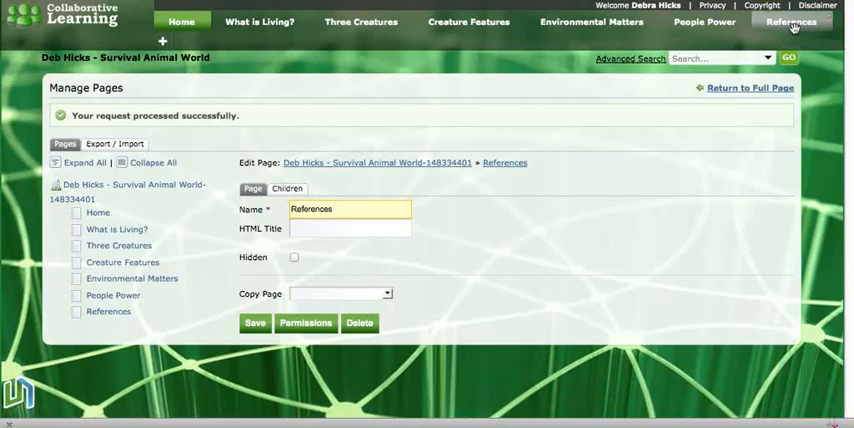 Collaborative
Learning
Welcome Debra Hicks | Privacy | Copyright | Disclaimer
Home What is Living? Three Creatures Creature Features Environmental Matters People Power References
Deb Hicks - Survival Animal World
Advanced Search Search... GO
Manage Pages
Return to Full Page
Your request processed successfully.
Pages Export / Import
Expand All | Collapse All
Edit Page: Deb Hicks - Survival Animal World-148334401 » References
Deb Hicks - Survival Animal World-
148334401
Home
What is Living?
Three Creatures
Creature Features
Environmental Matters
People Power
References
Page Children
Name * References
HTML Title
Hidden
Copy Page
Save Permissions Delete